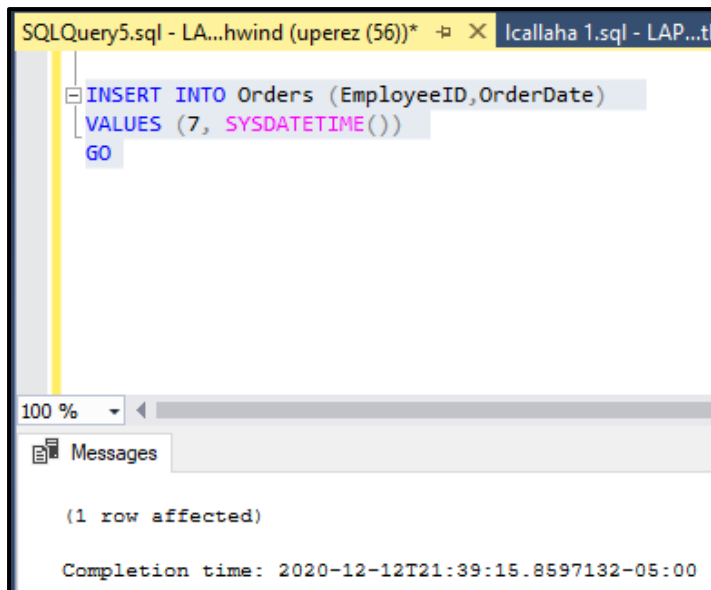 SQLQuery5.sql - LA...hwind (uperez (56))* lcallaha 1.sql - LAP...tl
INSERT INTO Orders (EmployeeID,OrderDate)
VALUES (7, SYSDATETIME())
GO
100 %
Messages
(1 row affected)
Completion time: 2020-12-12T21:39:15.8597132-05:00